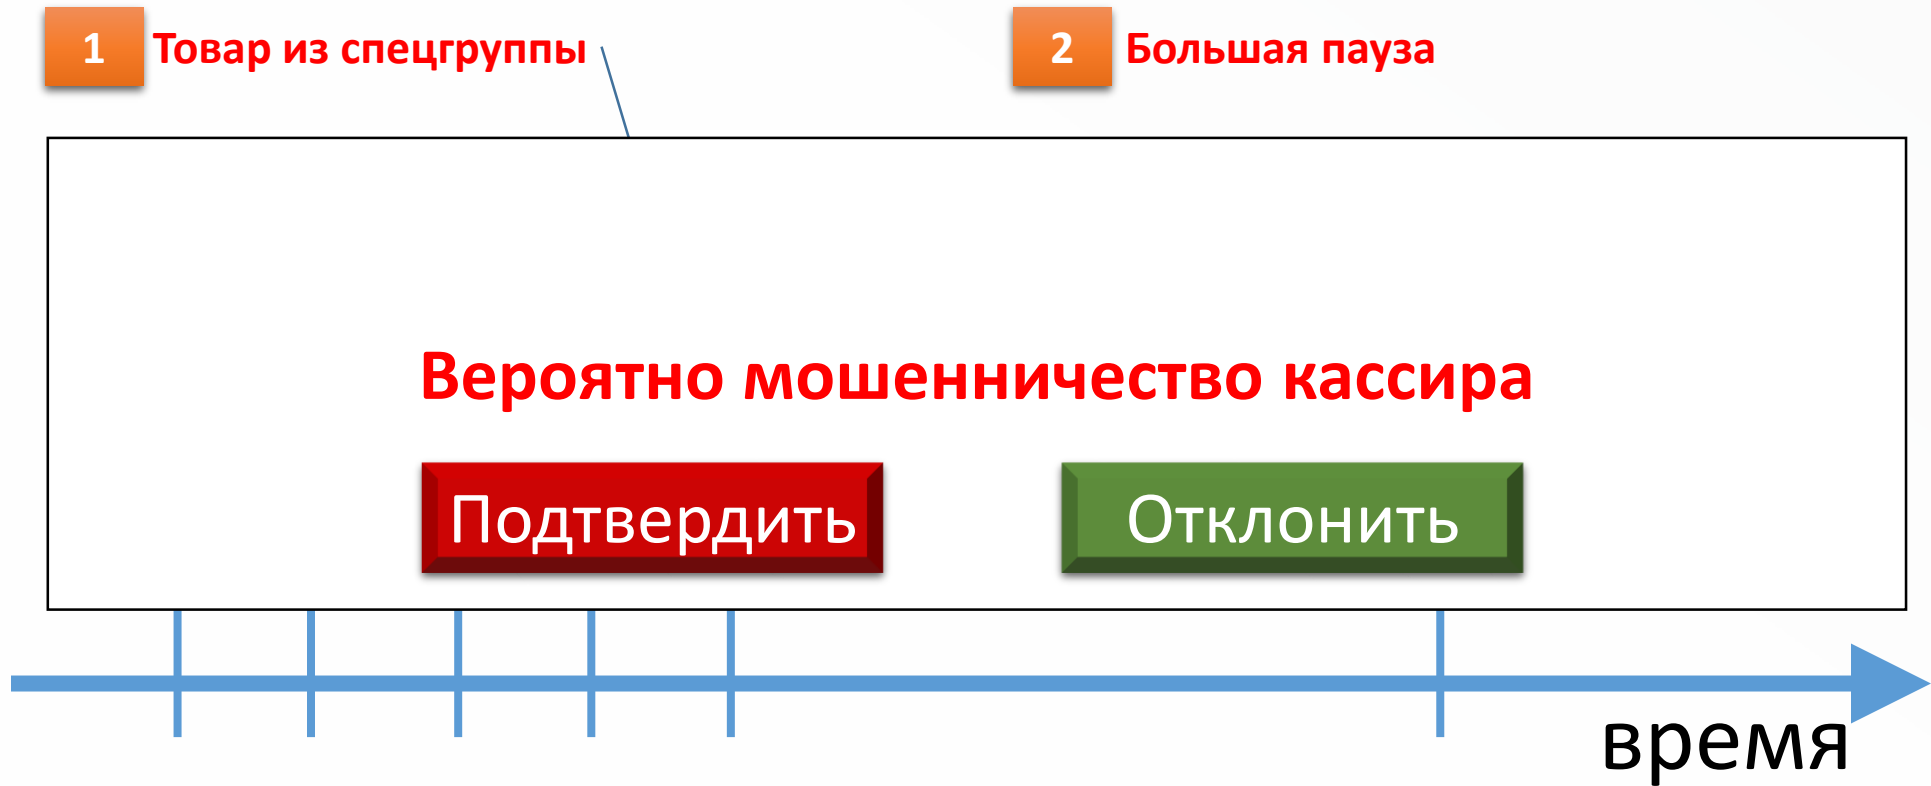 1 Товар из спецгруппы
2 Большая пауза
Вероятно мошенничество кассира
Подтвердить
Отклонить
время